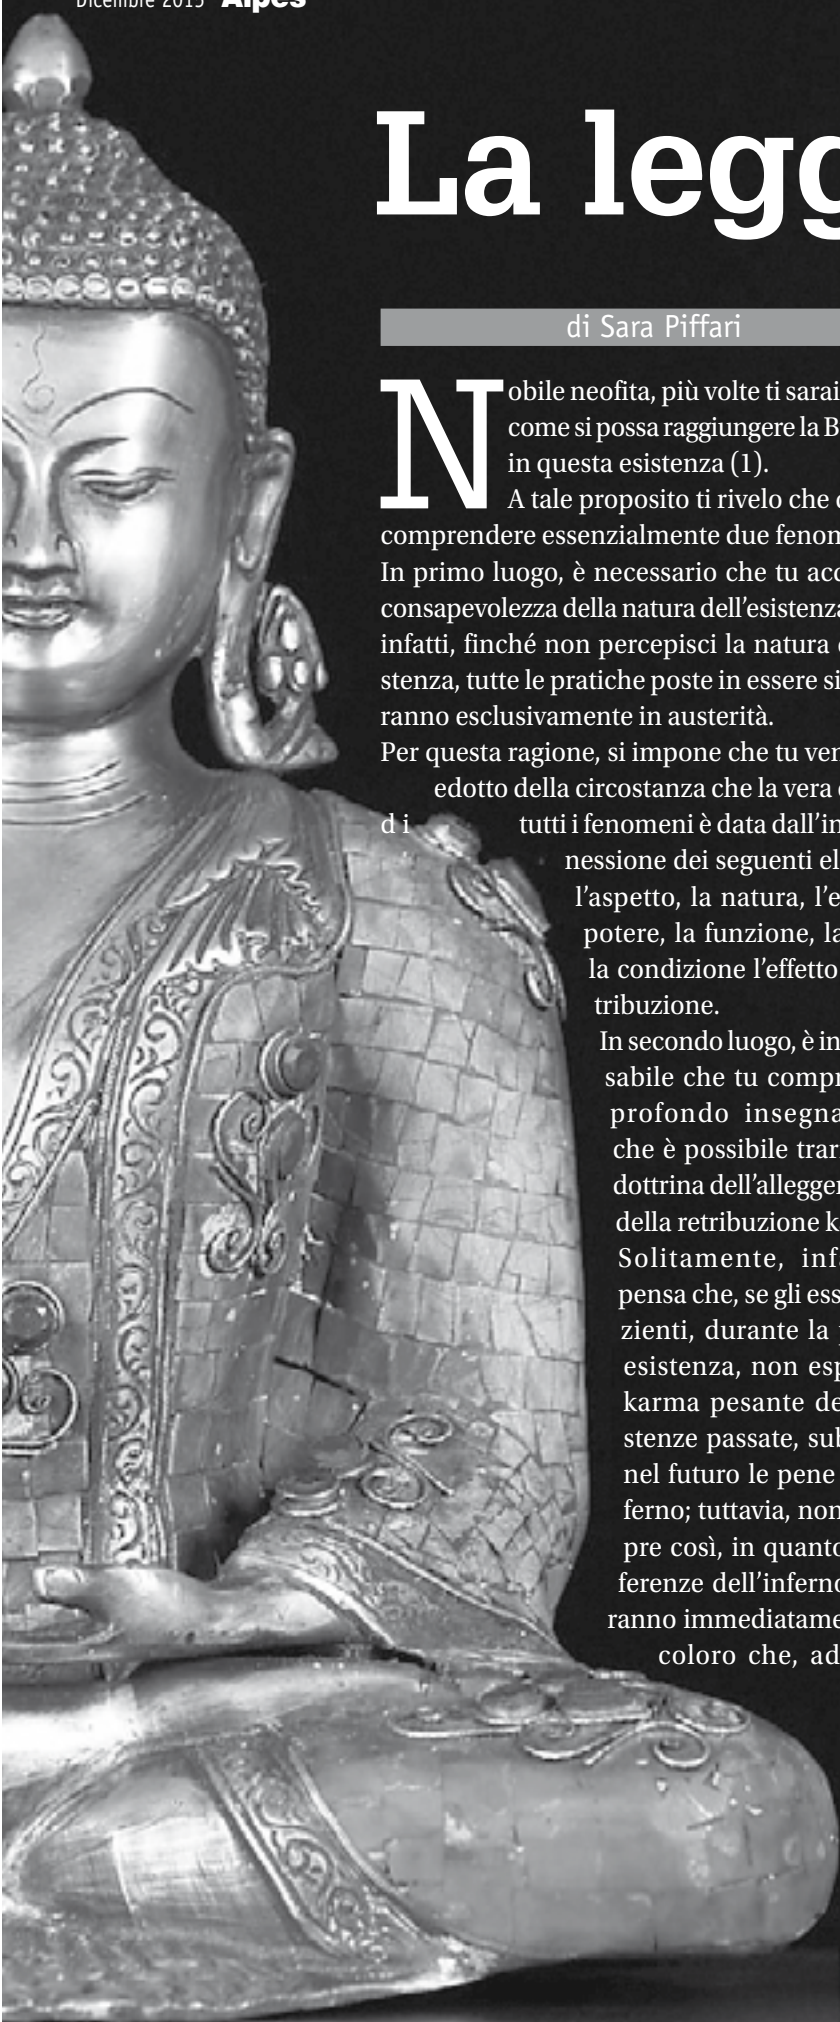 Dicembre 2015 Alpes
La legg
di Sara Piffari
Nobile neofita, più volte ti sarai
come si possa raggiungere la B
in questa esistenza (1).
A tale proposito ti rivelo che
comprendere essenzialmente due fenom
In primo luogo, è necessario che tu acq
consapevolezza della natura dell'esistenza
infatti, finché non percepisci la natura
stenza, tutte le pratiche poste in essere si
ranno esclusivamente in austerità.
Per questa ragione, si impone che tu ven
edotto della circostanza che la vera
di tutti i fenomeni è data dall'in
nessione dei seguenti el
l'aspetto, la natura, l'e
potere, la funzione, la
la condizione l'effetto
tribuzione.
In secondo luogo, è in
sabile che tu compr
profondo insegna
che è possibile trar
dottrina dell'allegger
della retribuzione k
Solitamente, infa
pensa che, se gli ess
zienti, durante la
esistenza, non esp
karma pesante de
stenze passate, sub
nel futuro le pene
ferno; tuttavia, non
pre così, in quanto
ferenze dell'inferno
ranno immediatame
coloro che, ad